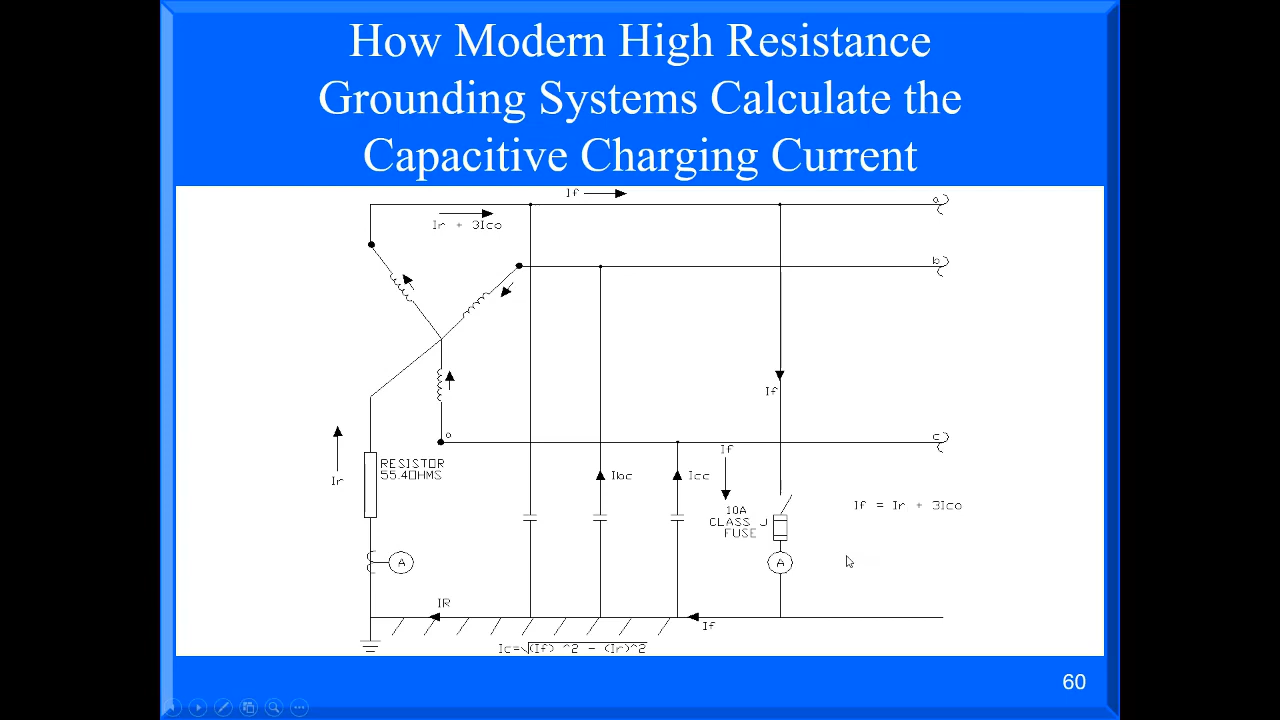 How Modern High Resistance
Grounding Systems Calculate the
Capacitive Charging Current
If
a
Ir + 3Ico
b
If
o
c
If
RESISTOR
55.4OHMS
Ir
Ibc
Icc
10A
CLASS J
FUSE
If = Ir + 3Ico
A
A
IR
If
Ic=√(If) ^2 - (Ir)^2
60